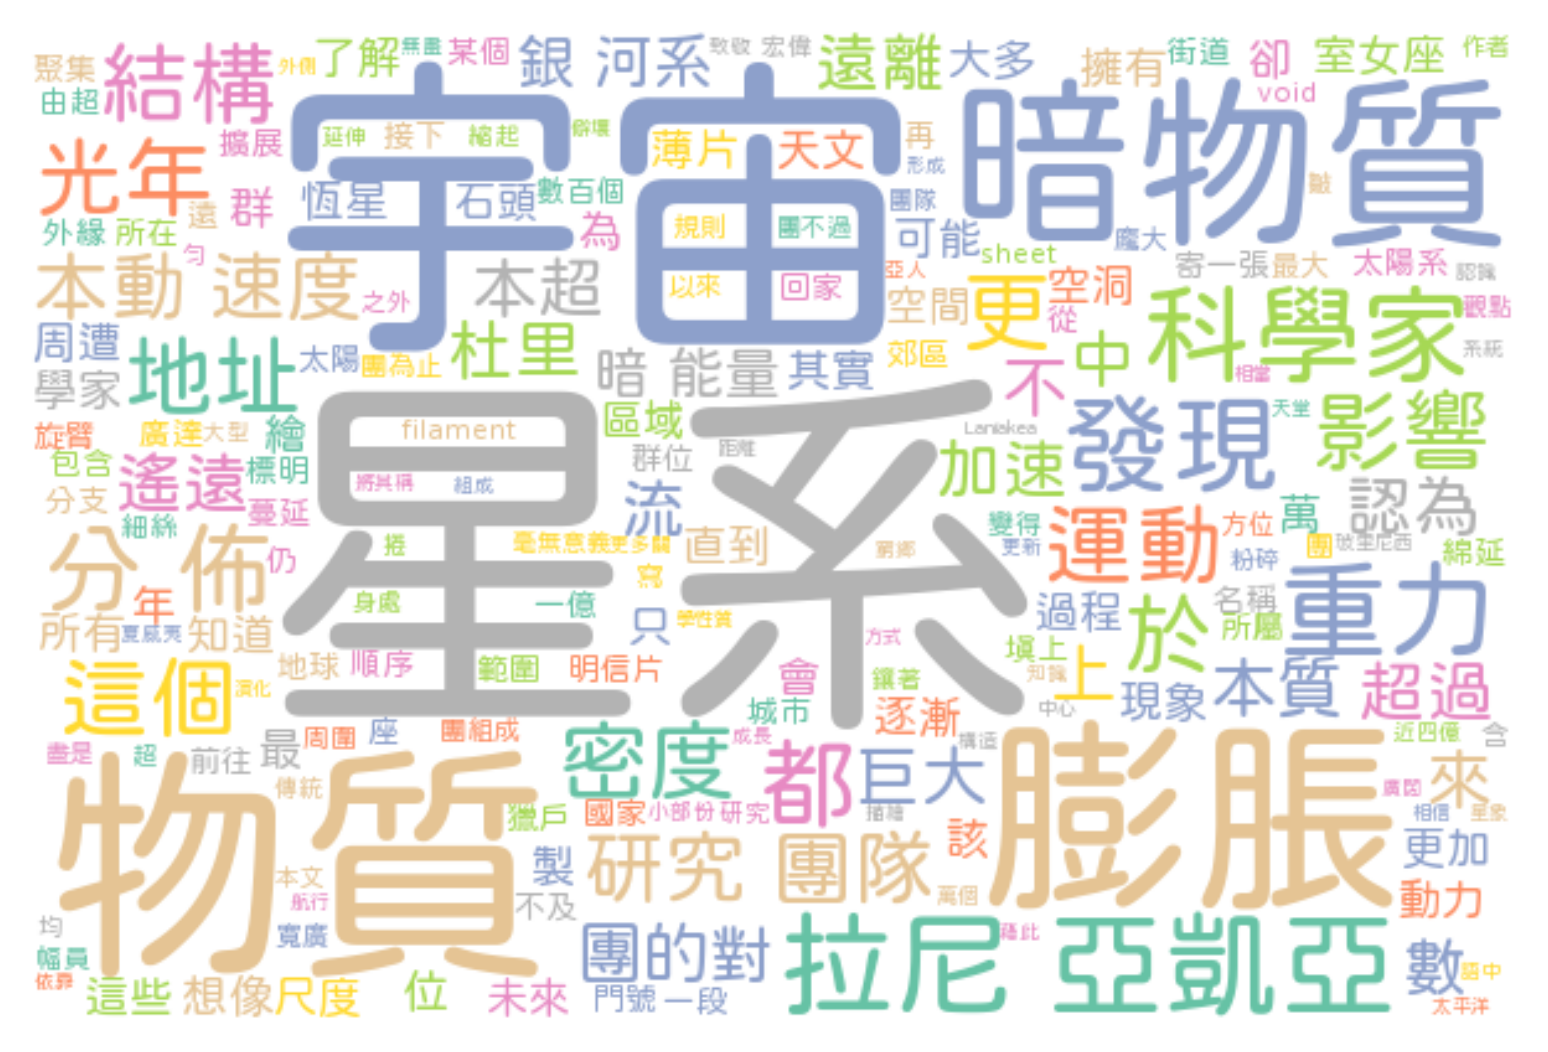 聚集 結構 外側 了解 無盡 某個 銀 河系 致敬 宏偉 遠離 大多 擁有 街道 卻 室女座 作者
由超 void
光年 擴展 宇宙 延伸 接下 縮起 薄片 天文 再 形成 暗物質
遠 群 恆星 石頭 數百個 團隊
外緣 所在 勻 為 規則 團不過 可能 sheet 龐大 寄一張 最大 太陽系 認識
本動 速度 之外 本超 以來 回家 亞人 空間 更 空洞 從 科學家 觀點
周遭 地址 太陽 團為止 杜里 暗 能量 其實 郊區 不 中 相當 系統
學家
旋臂 廣達 大型 繪 星系 filament 區域 Laniakea 發現 天堂 影響
包含 遙遠 標明 將其稱 組成 群位 距離 加速
分支 細絲 蔓延 流 變得 方位 萬 認為
分佈 仍 捲 毫無意義 更多關 直到 窮鄉 更新 運動 粉碎 團 玻里尼西 綿延
年 身處 一億 寫 過程 於 名稱 重力
所有 夏威夷 知道 只 學性質 方式 所屬
這個 演化 地球 順序 範圍 明信片 會 鑲著 知識 填上 上 現象 本質 超過
城市 逐漸 中心
盡是 超 前往 最 周圍 座 團組成 密度 成長 都 構造 膨脹 近四億 含
物質 傳統 巨大 來
獵戶 國家 小部份 研究 描繪 廣闊 相信 星象
本文 製 研究 團隊 該 更加
航行 不及 萬個 動力
均 寬廣 團的對 拉尼 亞凱亞 藉此 數
幅員 語中
依靠 這些 想像 尺度 位 未來 門號 一段 太平洋